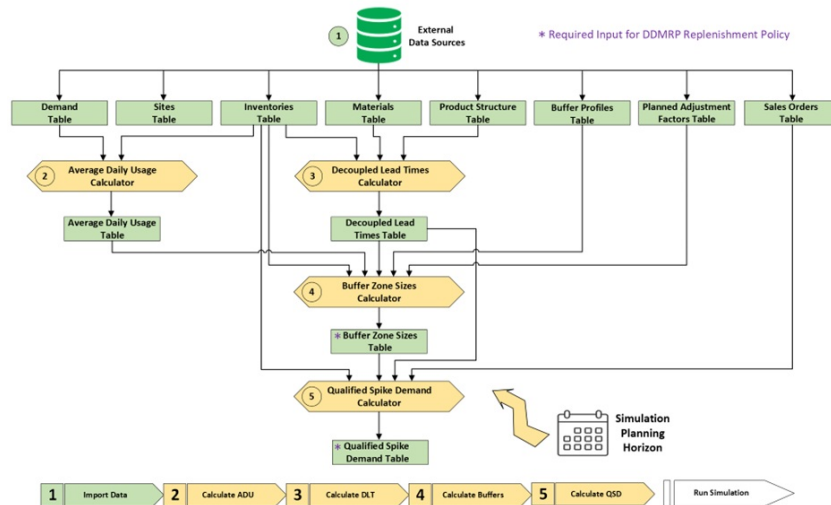 1
External
Data Sources
* Required Input for DDMRP Replenishment Policy
Demand
Table
Sites
Table
Inventories
Table
Materials
Table
Product Structure
Table
Buffer Profiles
Table
Planned Adjustment
Factors Table
Sales Orders
Table
2
Average Daily Usage
Calculator
3
Decoupled Lead Times
Calculator
Average Daily Usage
Table
Decoupled Lead
Times Table
4
Buffer Zone Sizes
Calculator
* Buffer Zone Sizes
Table
5
Qualified Spike Demand
Calculator
Simulation
Planning
Horizon
* Qualified Spike
Demand Table
1 Import Data
2 Calculate ADU
3 Calculate DLT
4 Calculate Buffers
5 Calculate QSD
Run Simulation